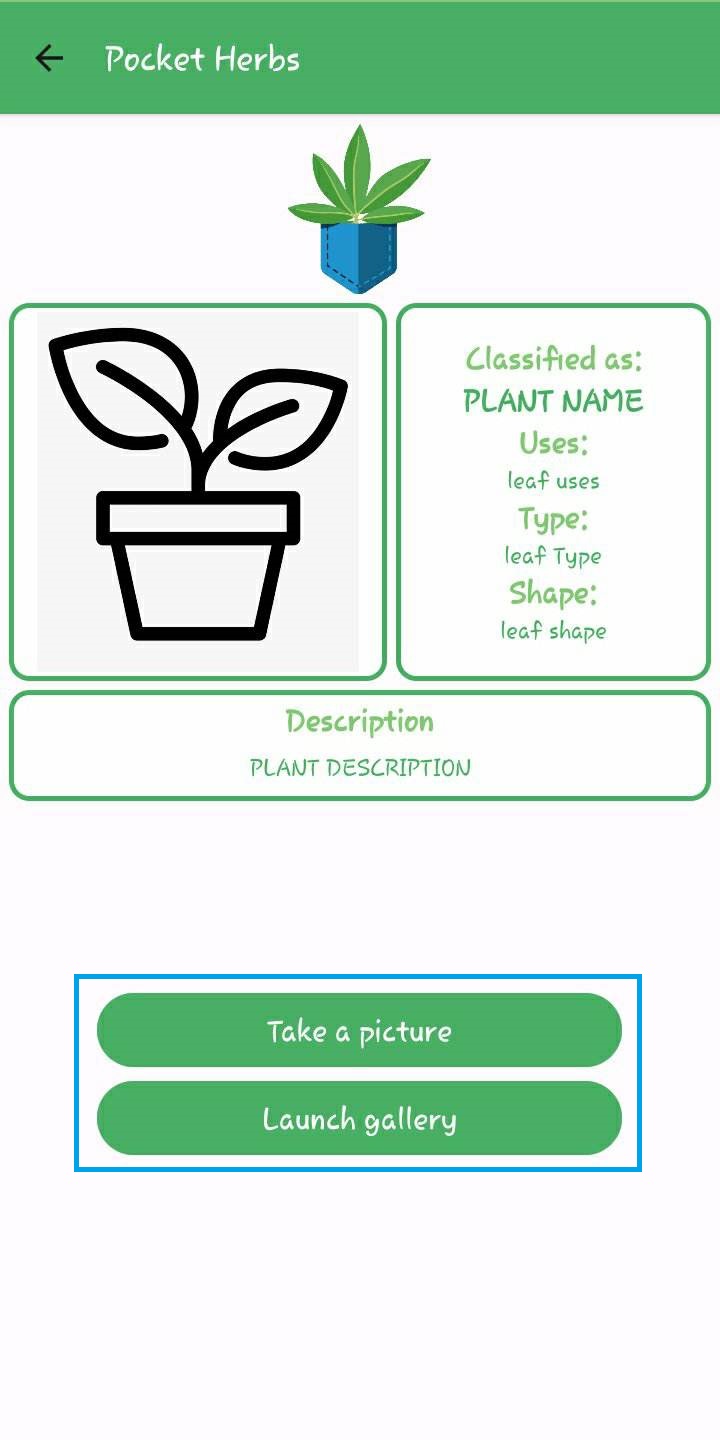 Pocket Herbs
Classified as:
PLANT NAME
Uses:
leaf uses
Type:
leaf Type
Shape:
leaf shape
Description
PLANT DESCRIPTION
Take a picture
Launch gallery